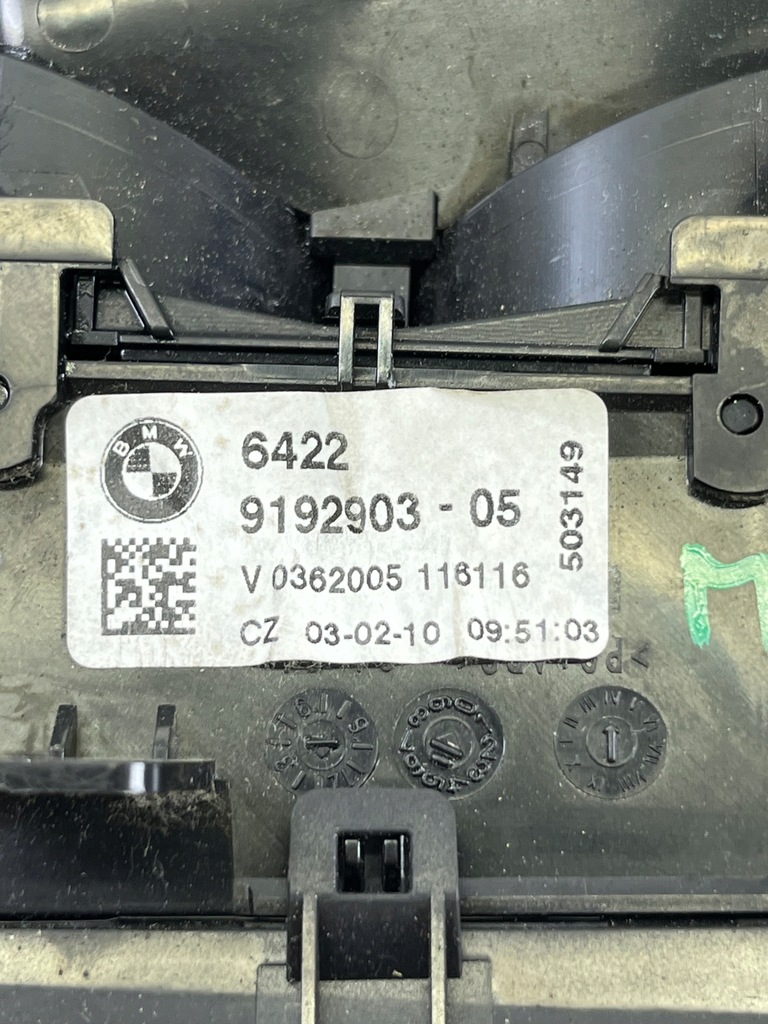 BMW
6422
9192903 - 05
V 0362005 116116
CZ 03-02-10 09:51:03
503149
M